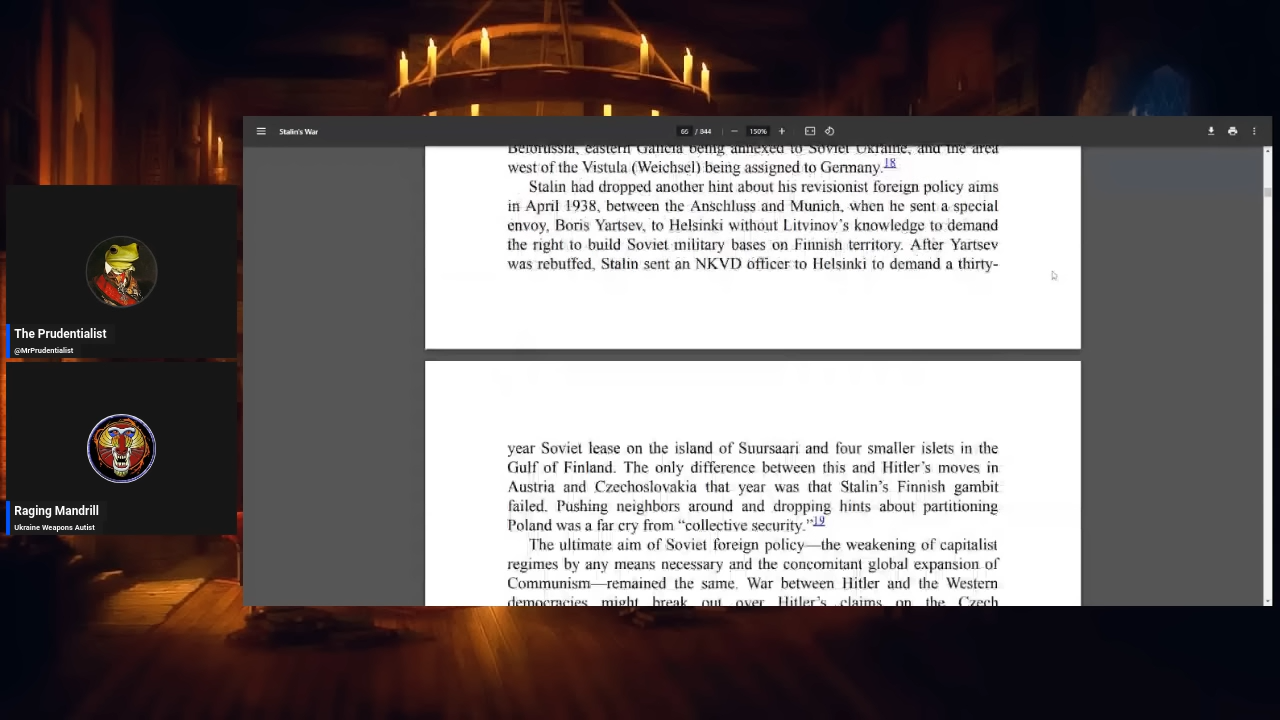 Stalin's War
65 / 844
150%
Belorussia, eastern Galicia being annexed to Soviet Ukraine, and the area
west of the Vistula (Weichsel) being assigned to Germany.18
Stalin had dropped another hint about his revisionist foreign policy aims
in April 1938, between the Anschluss and Munich, when he sent a special
envoy, Boris Yartsev, to Helsinki without Litvinov's knowledge to demand
the right to build Soviet military bases on Finnish territory. After Yartsev
was rebuffed, Stalin sent an NKVD officer to Helsinki to demand a thirty-
year Soviet lease on the island of Suursaari and four smaller islets in the
Gulf of Finland. The only difference between this and Hitler's moves in
Austria and Czechoslovakia that year was that Stalin's Finnish gambit
failed. Pushing neighbors around and dropping hints about partitioning
Poland was a far cry from “collective security.”19
The ultimate aim of Soviet foreign policy—the weakening of capitalist
regimes by any means necessary and the concomitant global expansion of
Communism—remained the same. War between Hitler and the Western
democracies might break out over Hitler's claims on the Czech
The Prudentialist
@MrPrudentialist
Raging Mandrill
Ukraine Weapons Autist